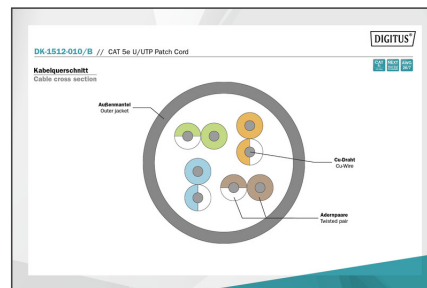 DIGITUS®
DK-1512-010/B // CAT 5e U/UTP Patch Cord
Kabelquerschnitt
Cable cross section
Außenmantel
Outer jacket
Cu-Draht
Cu-Wire
Adernpaare
Twisted pair